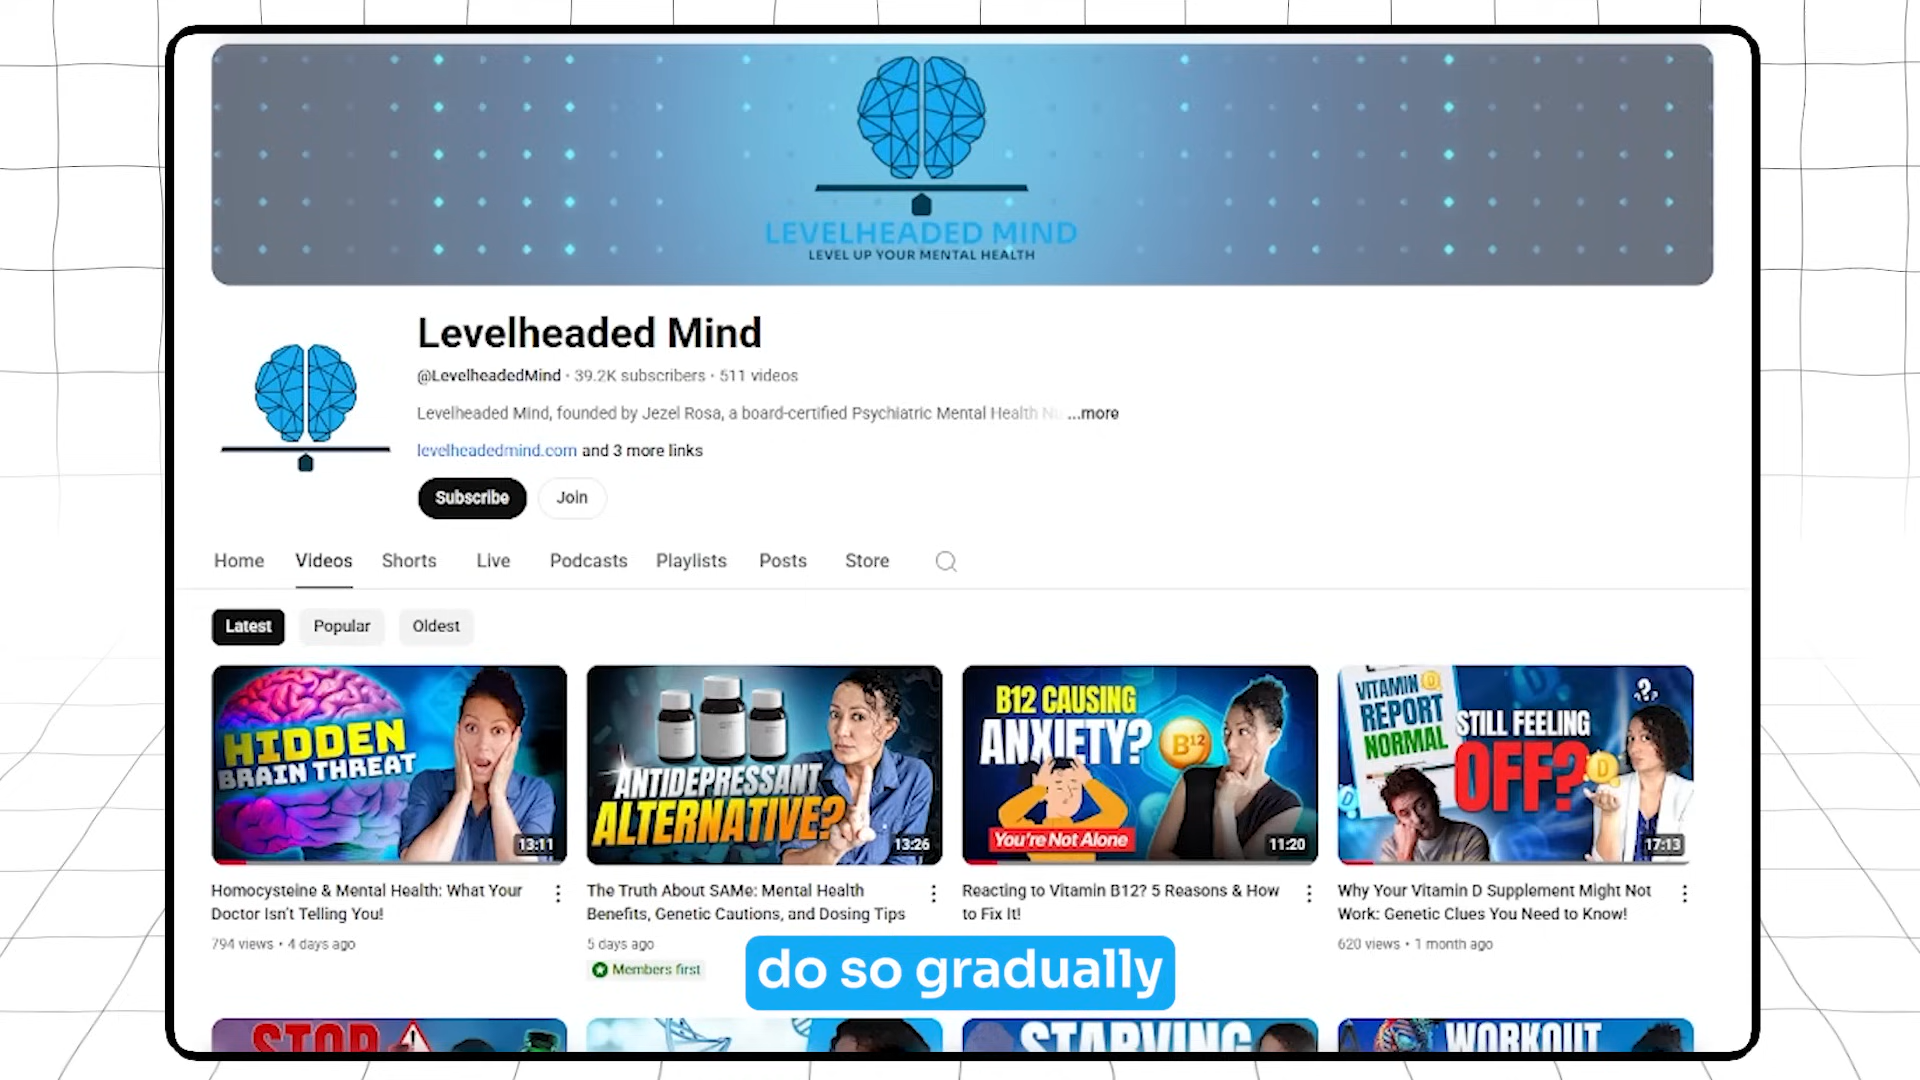 LEVELHEADED MIND
LEVEL UP YOUR MENTAL HEALTH
Levelheaded Mind
@LevelheadedMind · 39.2K subscribers · 511 videos
Levelheaded Mind, founded by Jezel Rosa, a board-certified Psychiatric Mental Health ...more
levelheadedmind.com and 3 more links
Subscribe Join
Home Videos Shorts Live Podcasts Playlists Posts Store
Latest Popular Oldest
HIDDEN
BRAIN THREAT
13:11
ANTIDEPRESSANT
ALTERNATIVE?
13:26
B12 CAUSING
ANXIETY?
B12
You're Not Alone
11:20
VITAMIN D
REPORT
NORMAL
STILL FEELING
OFF?
D
D
?
17:13
Homocysteine & Mental Health: What Your
Doctor Isn't Telling You!
794 views • 4 days ago
The Truth About SAMe: Mental Health
Benefits, Genetic Cautions, and Dosing Tips
5 days ago
Members first
Reacting to Vitamin B12? 5 Reasons & How
to Fix It!
Why Your Vitamin D Supplement Might Not
Work: Genetic Clues You Need to Know!
620 views • 1 month ago
do so gradually
STOP
STARVING
WORKOUT